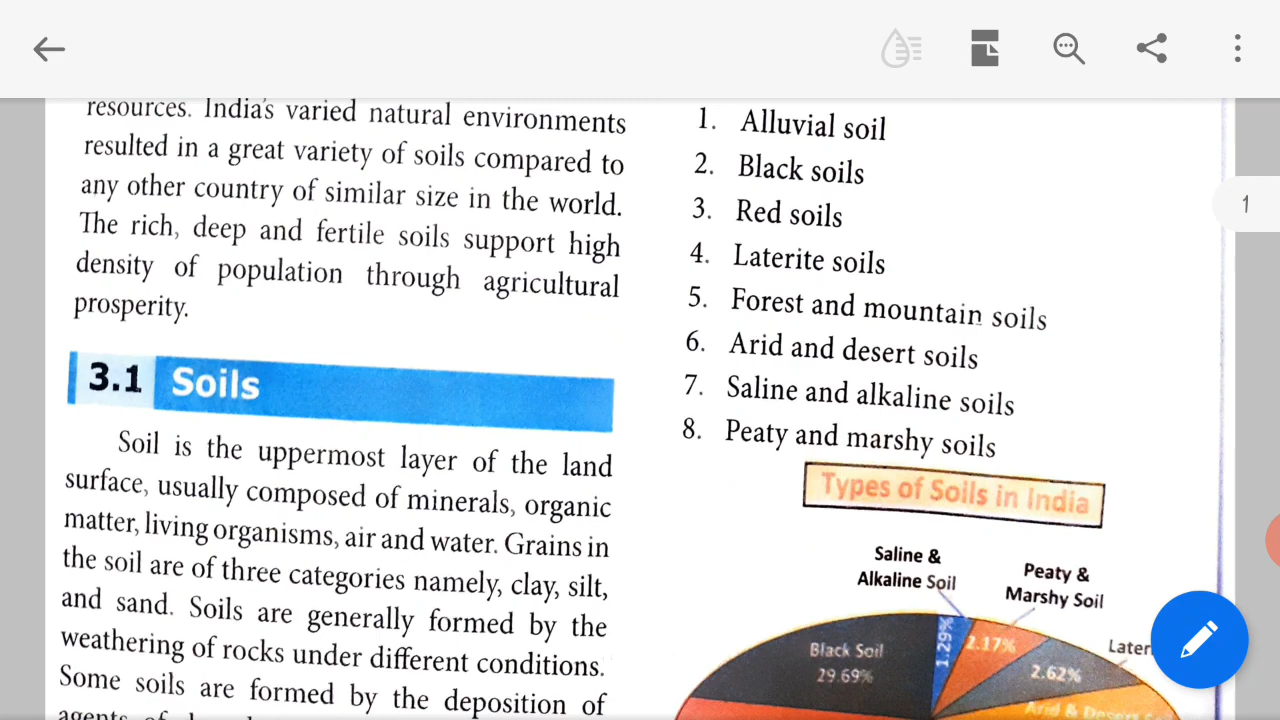 1
resources. India's varied natural environments
resulted in a great variety of soils compared to
any other country of similar size in the world.
The rich, deep and fertile soils support high
density of population through agricultural
prosperity.
3.1 Soils
Soil is the uppermost layer of the land
surface, usually composed of minerals, organic
matter, living organisms, air and water. Grains in
the soil are of three categories namely, clay, silt,
and sand. Soils are generally formed by the
weathering of rocks under different conditions.
Some soils are formed by the deposition of
agents of
1. Alluvial soil
2. Black soils
3. Red soils
4. Laterite soils
5. Forest and mountain soils
6. Arid and desert soils
7. Saline and alkaline soils
8. Peaty and marshy soils
Types of Soils in India
Saline &
Alkaline Soil
Peaty &
Marshy Soil
Later
Black Soil
29.69%
1.29%
2.17%
2.62%
Arid & Desert